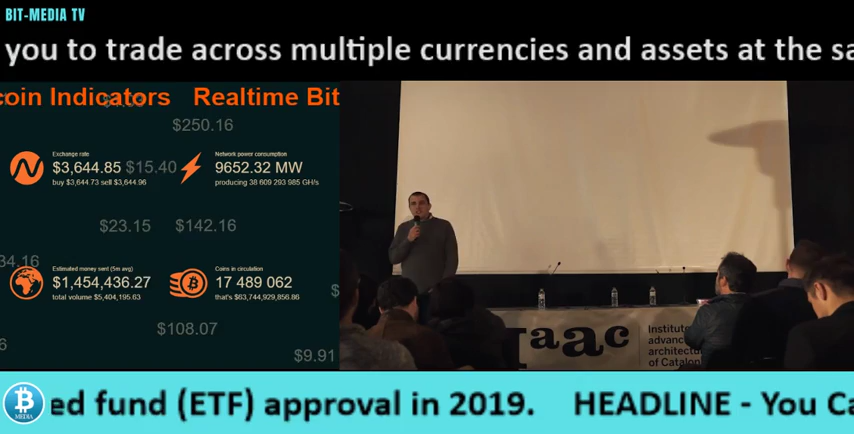 BIT-MEDIA TV
you to trade across multiple currencies and assets at the sa
coin Indicators Realtime Bit
$250.16
Exchange rate
$3,644.85 $15.40
buy $3,644.73 sell $3,644.96
Network power consumption
9652.32 MW
producing 38 609 293 985 GH/s
$23.15 $142.16
34.16
Estimated money sent (5m avg)
$1,454,436.27
total volume $5,404,195.63
Coins in circulation
17 489 062
that's $63,744,929,856.86
$
$108.07
6
$9.91
Iaac
Institute
advanc
architectu
of Catalon
B
MEDIA
ed fund (ETF) approval in 2019. HEADLINE - You Ca